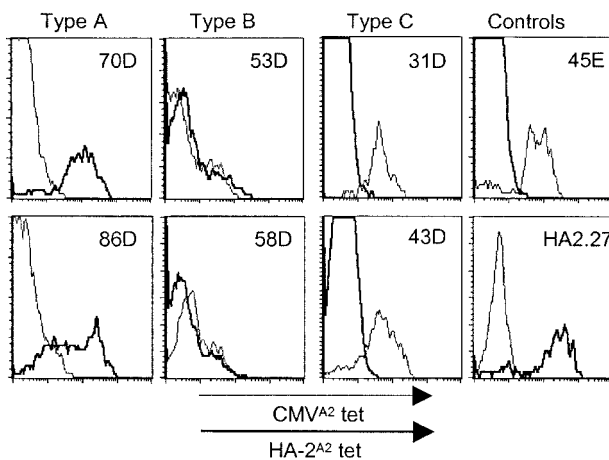 Type A Type B Type C Controls
70D 53D 31D 45E
86D 58D 43D HA2.27
CMVA2 tet
HA-2A2 tet